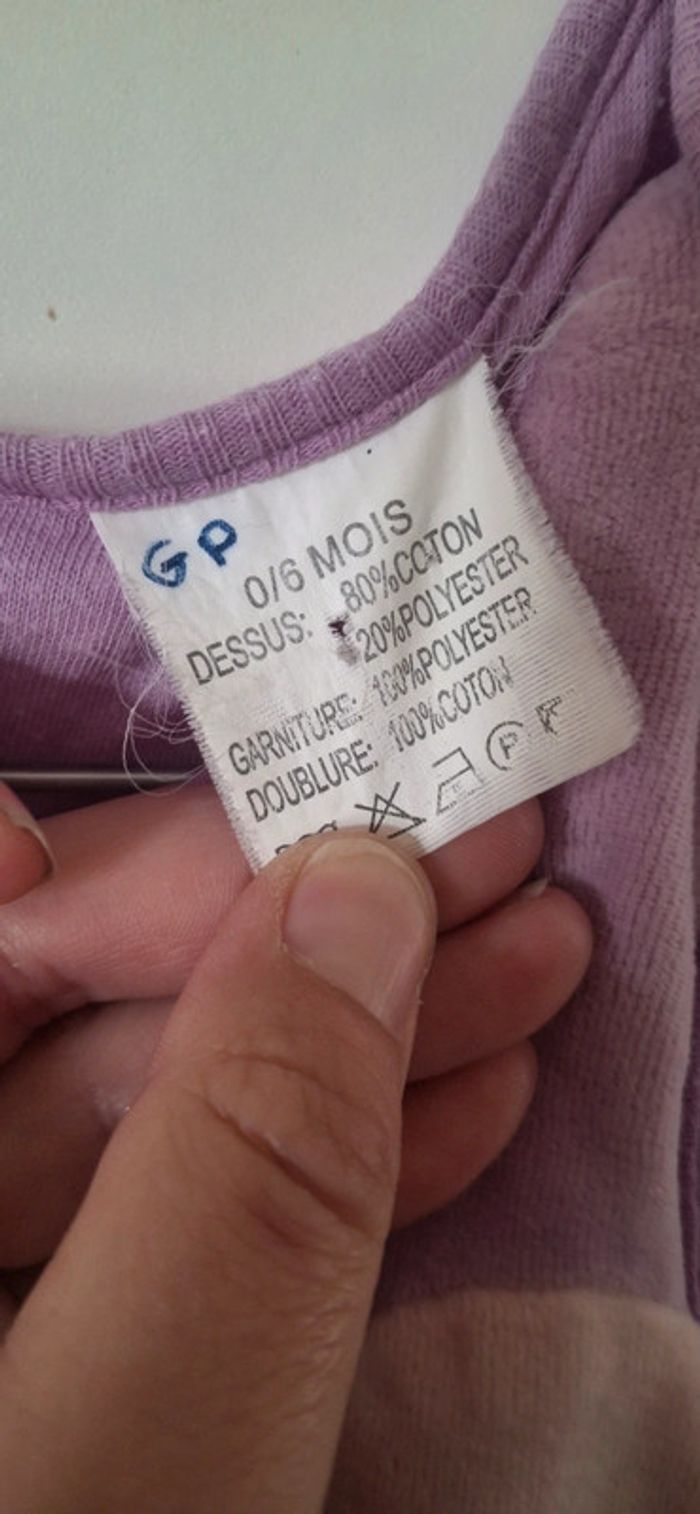 GP
0/6 MOIS
DESSUS: 80%COTON
20%POLYESTER
GARNITURE: 100%POLYESTER
DOUBLURE: 100%COTON
P F